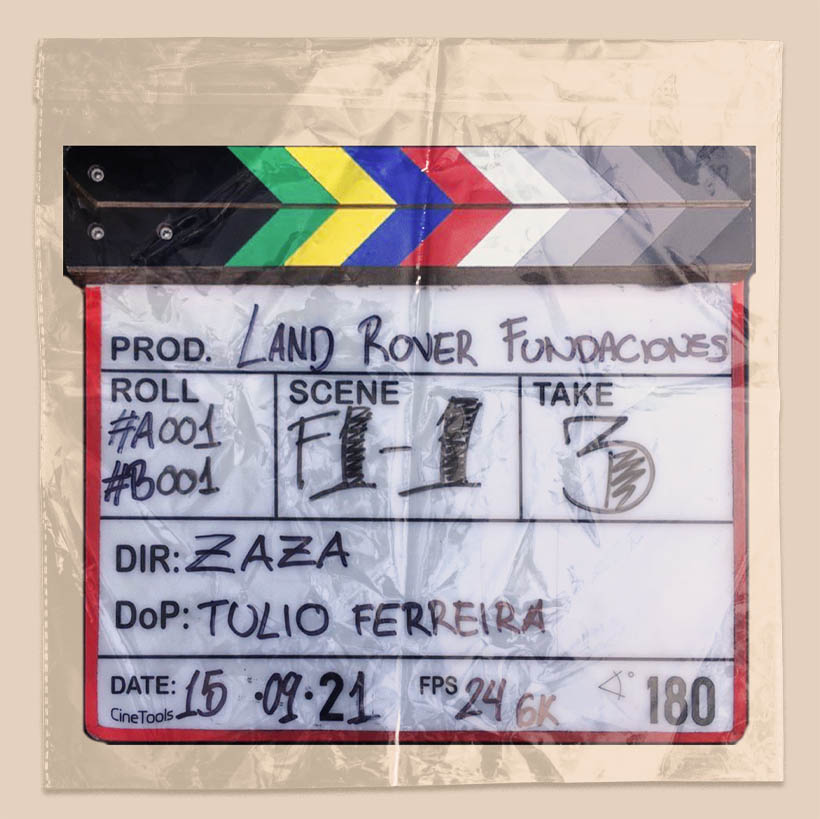 PROD. LAND ROVER FUNDACIONES
ROLL SCENE TAKE
#A001
#B001
F1-1
3
DIR: ZAZA
DoP: TULIO FERREIRA
DATE: 15 .09.21 FPS 24 6K ∠° 180
CineTools